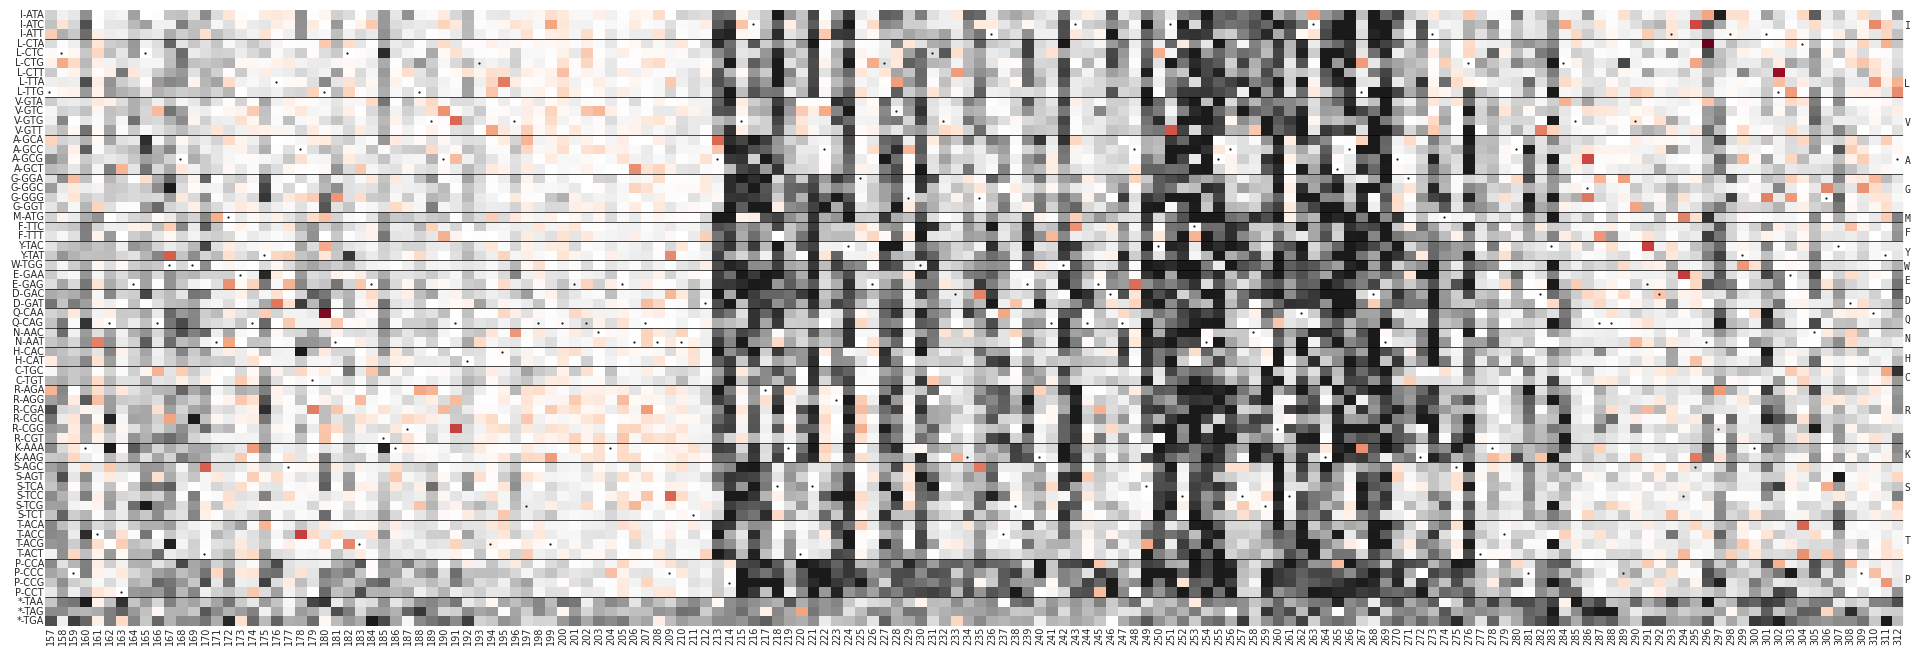 I-ATA
I-ATC
I-ATT
L-CTA
L-CTC
L-CTG
L-CTT
L-TTA
L-TTG
V-GTA
V-GTC
V-GTG
V-GTT
A-GCA
A-GCC
A-GCG
A-GCT
G-GGA
G-GGC
G-GGG
G-GGT
M-ATG
F-TTC
F-TTT
Y-TAC
Y-TAT
W-TGG
E-GAA
E-GAG
D-GAC
D-GAT
Q-CAA
Q-CAG
N-AAC
N-AAT
H-CAC
H-CAT
C-TGC
C-TGT
R-AGA
R-AGG
R-CGA
R-CGC
R-CGG
R-CGT
K-AAA
K-AAG
S-AGC
S-AGT
S-TCA
S-TCC
S-TCG
S-TCT
T-ACA
T-ACC
T-ACG
T-ACT
P-CCA
P-CCC
P-CCG
P-CCT
*-TAA
*-TAG
*-TGA
I
L
V
A
G
M
F
Y
W
E
D
Q
N
H
C
R
K
S
T
P
157 158 159 160 161 162 163 164 165 166 167 168 169 170 171 172 173 174 175 176 177 178 179 180 181 182 183 184 185 186 187 188 189 190 191 192 193 194 195 196 197 198 199 200 201 202 203 204 205 206 207 208 209 210 211 212 213 214 215 216 217 218 219 220 221 222 223 224 225 226 227 228 229 230 231 232 233 234 235 236 237 238 239 240 241 242 243 244 245 246 247 248 249 250 251 252 253 254 255 256 257 258 259 260 261 262 263 264 265 266 267 268 269 270 271 272 273 274 275 276 277 278 279 280 281 282 283 284 285 286 287 288 289 290 291 292 293 294 295 296 297 298 299 300 301 302 303 304 305 306 307 308 309 310 311 312